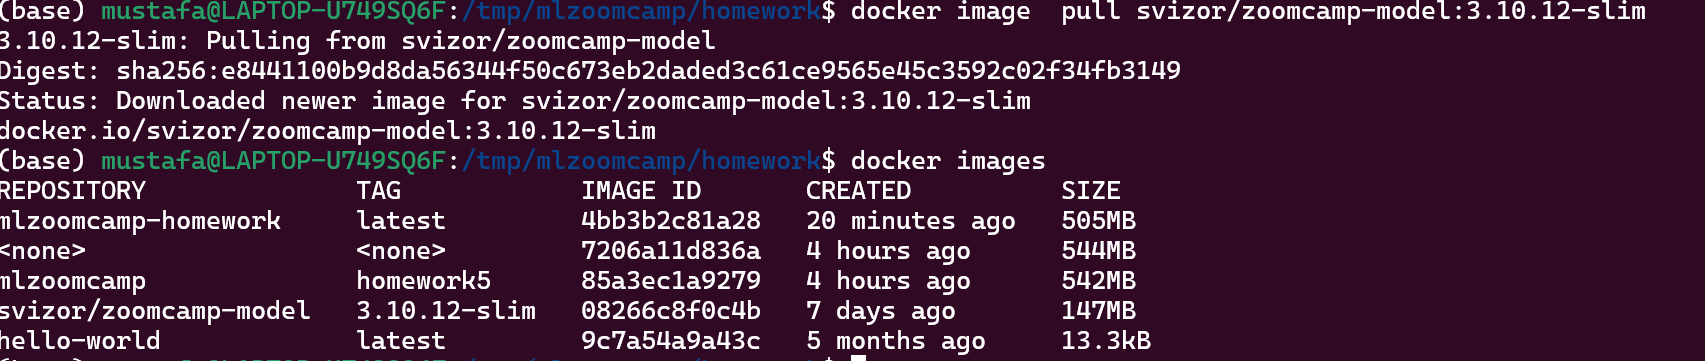 (base) mustafa@LAPTOP-U749SQ6F:/tmp/mlzoomcamp/homework$ docker image  pull svizor/zoomcamp-model:3.10.12-slim
3.10.12-slim: Pulling from svizor/zoomcamp-model
Digest: sha256:e8441100b9d8da56344f50c673eb2daded3c61ce9565e45c3592c02f34fb3149
Status: Downloaded newer image for svizor/zoomcamp-model:3.10.12-slim
docker.io/svizor/zoomcamp-model:3.10.12-slim
(base) mustafa@LAPTOP-U749SQ6F:/tmp/mlzoomcamp/homework$ docker images
REPOSITORY              TAG            IMAGE ID       CREATED          SIZE
mlzoomcamp-homework     latest         4bb3b2c81a28   20 minutes ago   505MB
<none>                  <none>         7206a11d836a   4 hours ago      544MB
mlzoomcamp              homework5      85a3ec1a9279   4 hours ago      542MB
svizor/zoomcamp-model   3.10.12-slim   08266c8f0c4b   7 days ago       147MB
hello-world             latest         9c7a54a9a43c   5 months ago     13.3kB